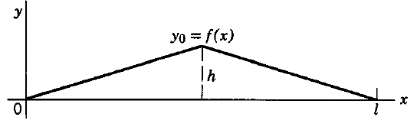 y
y₀ = f(x)
h
0
l
x